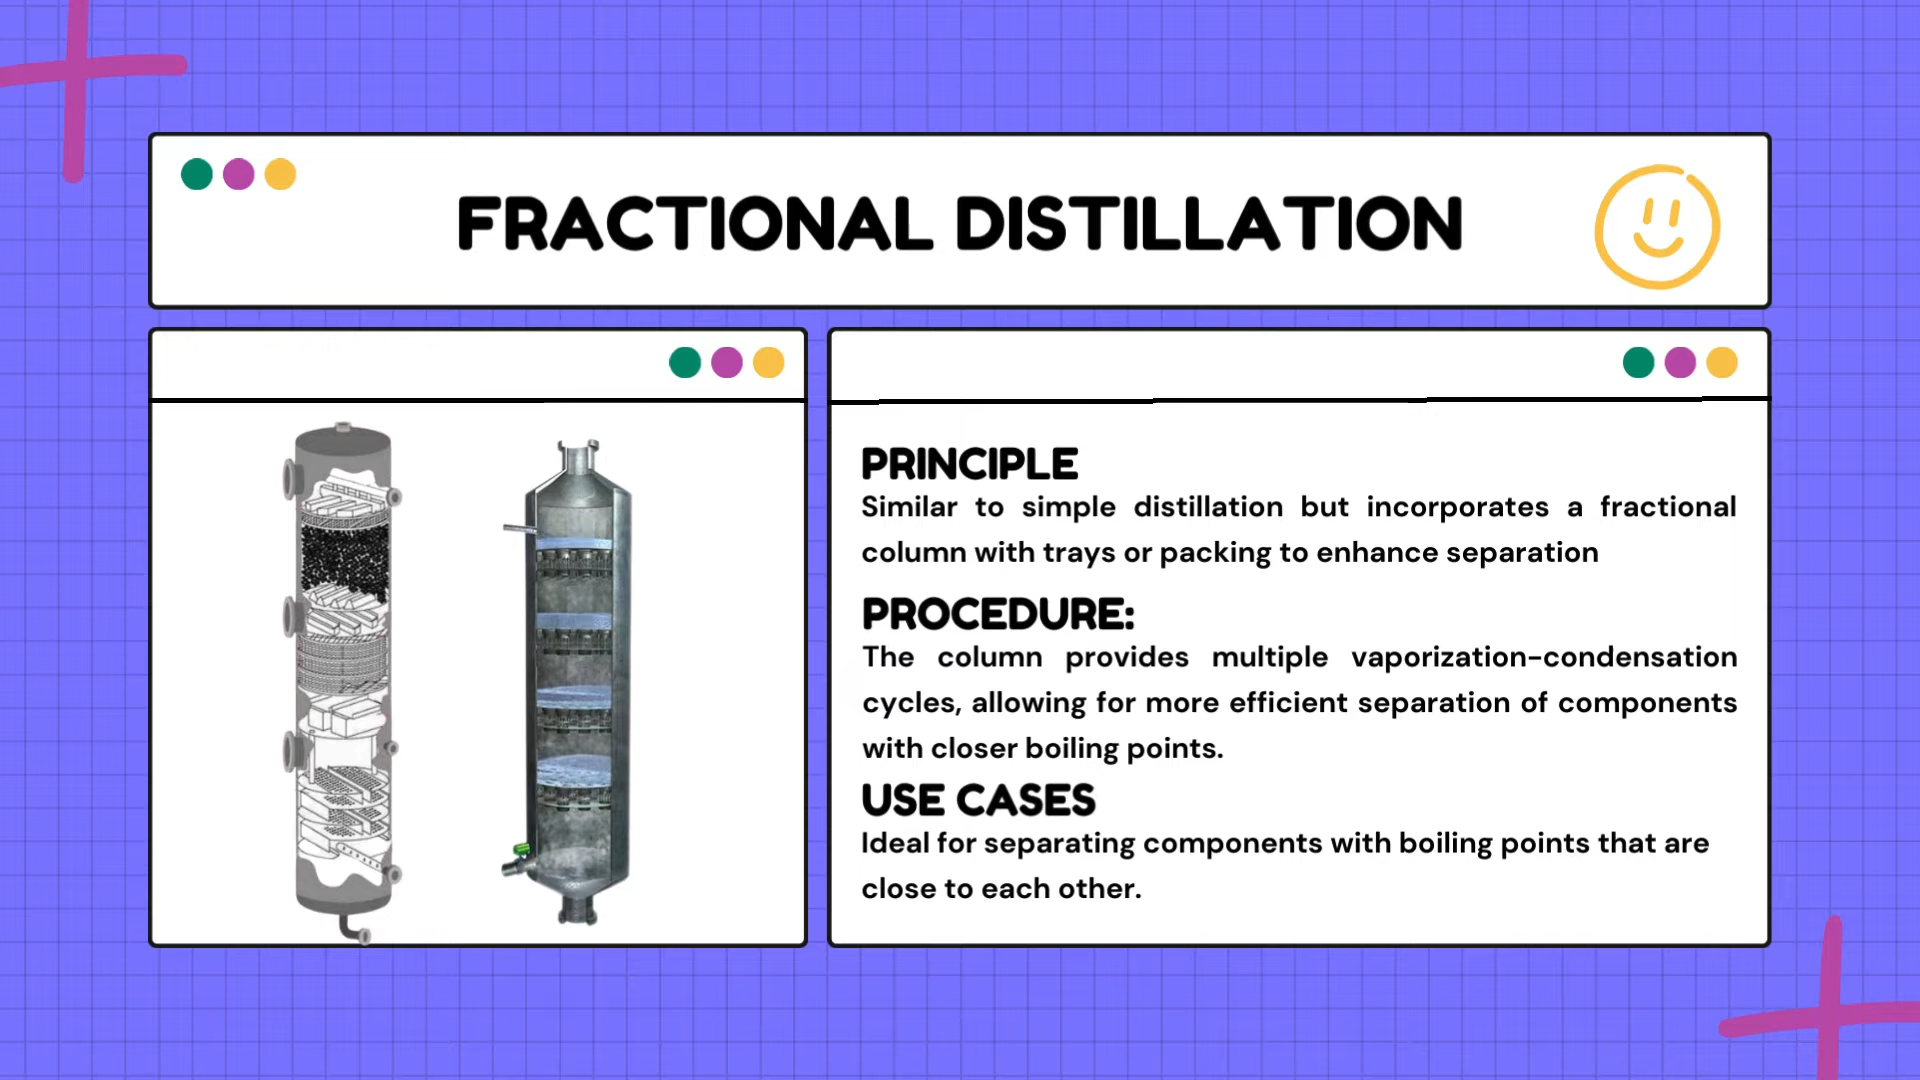 FRACTIONAL DISTILLATION
PRINCIPLE
Similar to simple distillation but incorporates a fractional
column with trays or packing to enhance separation
PROCEDURE:
The column provides multiple vaporization-condensation
cycles, allowing for more efficient separation of components
with closer boiling points.
USE CASES
Ideal for separating components with boiling points that are
close to each other.